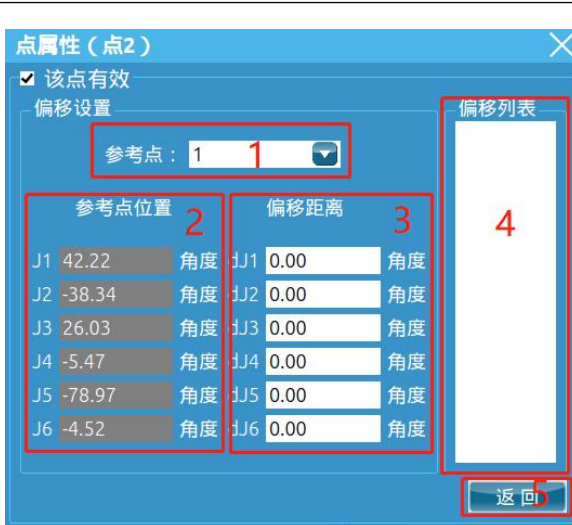 点属性（点2）
该点有效
偏移设置
偏移列表
参考点： 1 1
参考点位置 2 偏移距离 3 4
J1 42.22 角度 dJ1 0.00 角度
J2 -38.34 角度 dJ2 0.00 角度
J3 26.03 角度 dJ3 0.00 角度
J4 -5.47 角度 dJ4 0.00 角度
J5 -78.97 角度 dJ5 0.00 角度
J6 -4.52 角度 dJ6 0.00 角度
返回 5